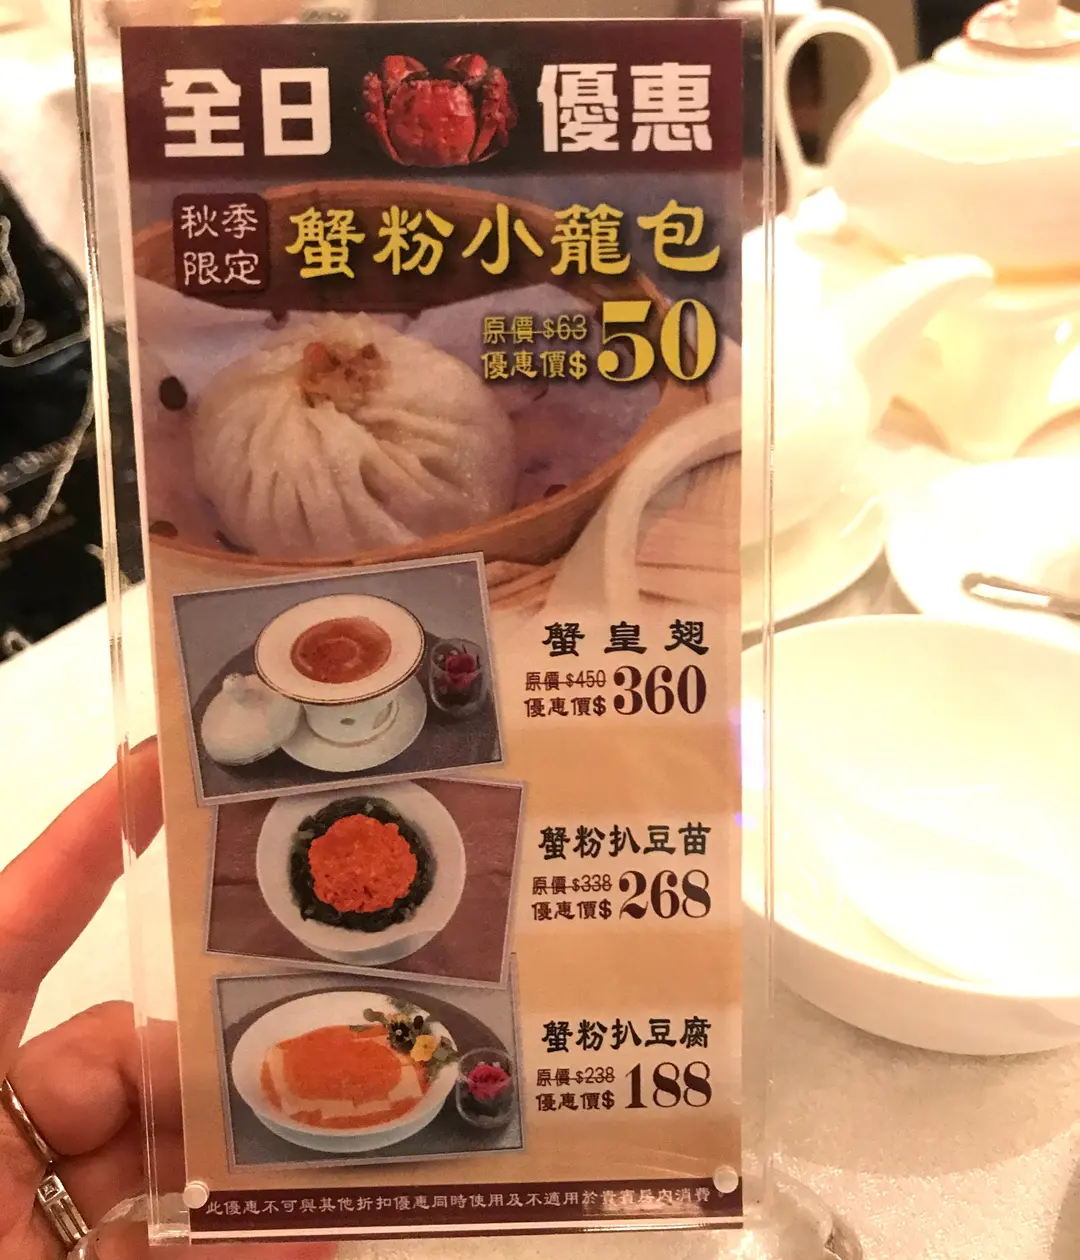 全日優惠
秋季
限定
蟹粉小籠包
原價$63
優惠價$50
蟹皇翅
原價$450
優惠價$360
蟹粉扒豆苗
原價$338
優惠價$268
蟹粉扒豆腐
原價$238
優惠價$188
此優惠不可與其他折扣優惠同時使用及不適用於貴賓房內消費。